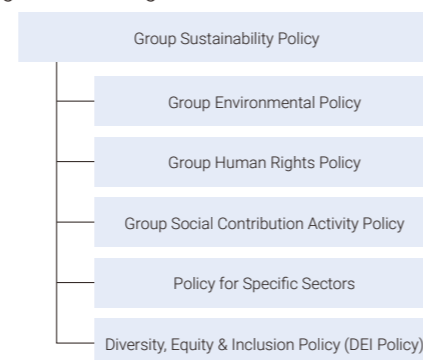 Group Sustainability Policy
Group Environmental Policy
Group Human Rights Policy
Group Social Contribution Activity Policy
Policy for Specific Sectors
Diversity, Equity & Inclusion Policy (DEI Policy)